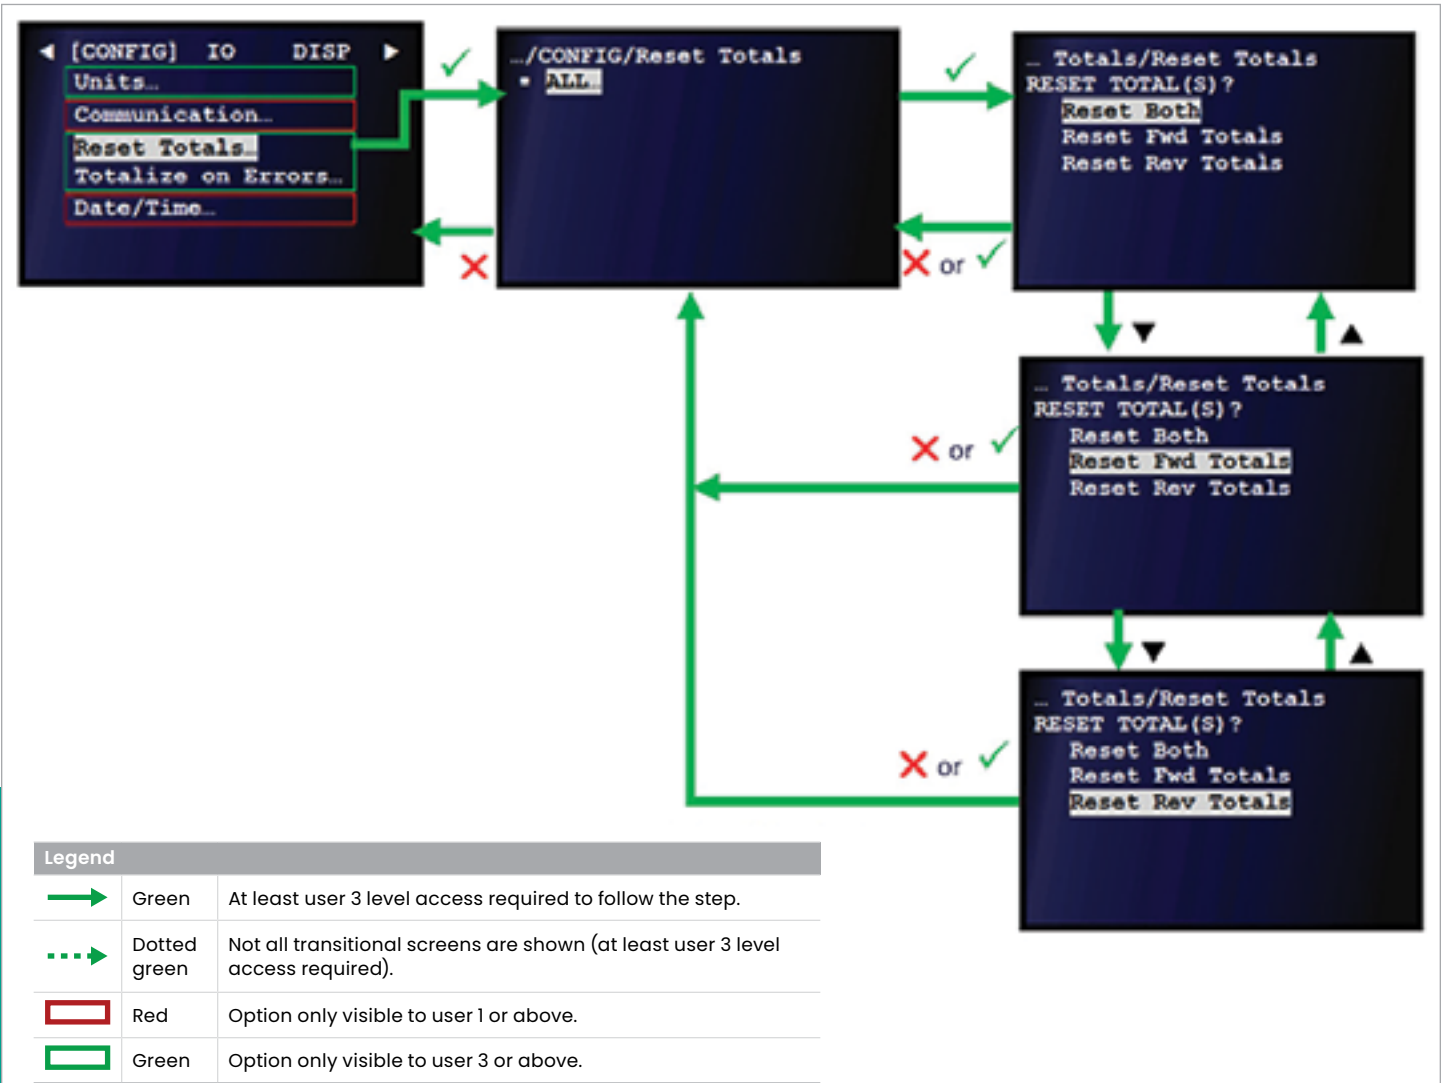 [CONFIG] IO DISP
Units…
Communication…
Reset Totals…
Totalize on Errors…
Date/Time…
…/CONFIG/Reset Totals
ALL…
… Totals/Reset Totals
RESET TOTAL(S)?
Reset Both
Reset Fwd Totals
Reset Rev Totals
or
… Totals/Reset Totals
RESET TOTAL(S)?
Reset Both
Reset Fwd Totals
Reset Rev Totals
or
… Totals/Reset Totals
RESET TOTAL(S)?
Reset Both
Reset Fwd Totals
Reset Rev Totals
or
Legend
Green At least user 3 level access required to follow the step.
Dotted green Not all transitional screens are shown (at least user 3 level
access required).
Red Option only visible to user 1 or above.
Green Option only visible to user 3 or above.